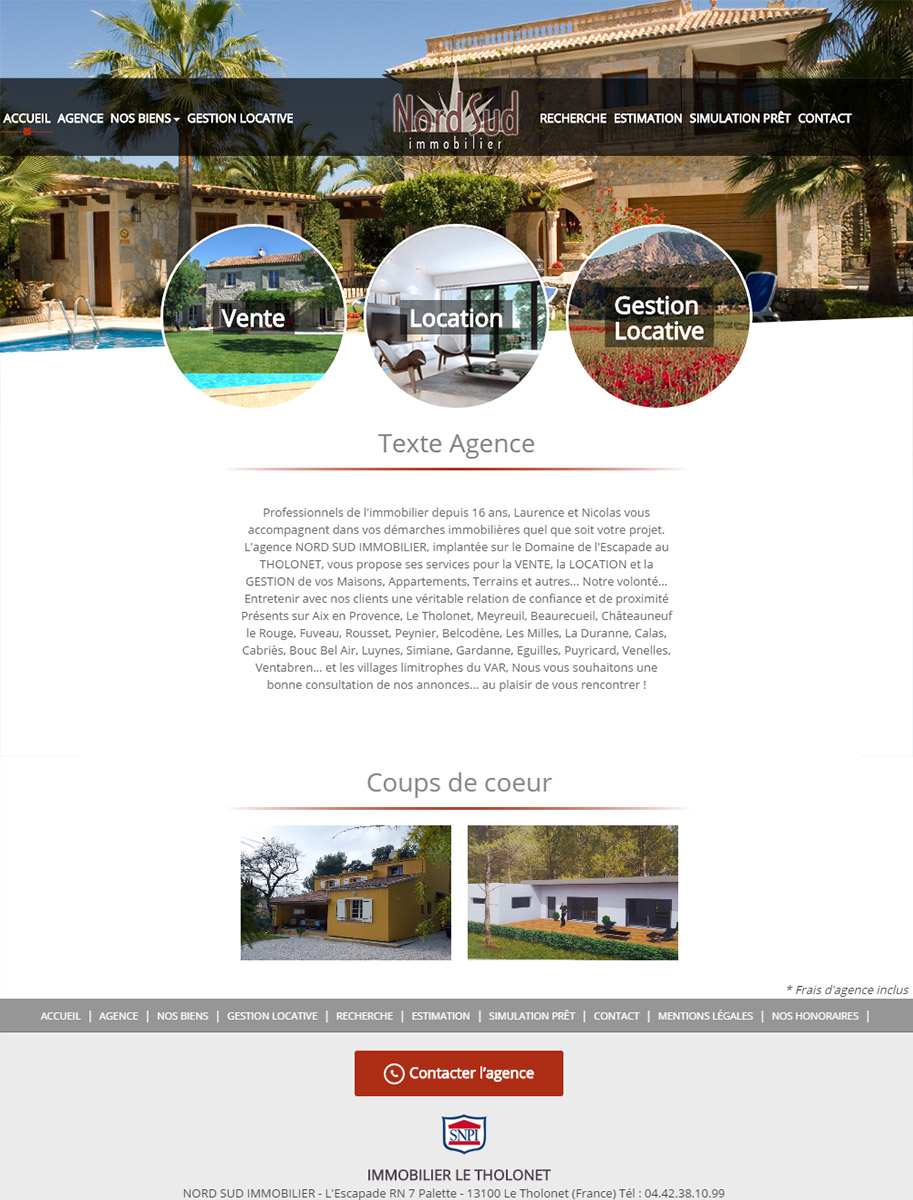 ACCUEIL AGENCE NOS BIENS GESTION LOCATIVE
NordSud
immobilier
RECHERCHE ESTIMATION SIMULATION PRÊT CONTACT
Vente
Location
Gestion
Locative
Texte Agence
Professionnels de l'immobilier depuis 16 ans, Laurence et Nicolas vous
accompagnent dans vos démarches immobilières quel que soit votre projet.
L'agence NORD SUD IMMOBILIER, implantée sur le Domaine de l'Escapade au
THOLONET, vous propose ses services pour la VENTE, la LOCATION et la
GESTION de vos Maisons, Appartements, Terrains et autres... Notre volonté...
Entretenir avec nos clients une véritable relation de confiance et de proximité
Présents sur Aix en Provence, Le Tholonet, Meyreuil, Beaurecueil, Châteauneuf
le Rouge, Fuveau, Rousset, Peynier, Belcodène, Les Milles, La Duranne, Calas,
Cabriès, Bouc Bel Air, Luynes, Simiane, Gardanne, Eguilles, Puyricard, Venelles,
Ventabren... et les villages limitrophes du VAR, Nous vous souhaitons une
bonne consultation de nos annonces... au plaisir de vous rencontrer !
Coups de coeur
* Frais d'agence inclus
ACCUEIL | AGENCE | NOS BIENS | GESTION LOCATIVE | RECHERCHE | ESTIMATION | SIMULATION PRÊT | CONTACT | MENTIONS LÉGALES | NOS HONORAIRES |
Contacter l'agence
SNPI
IMMOBILIER LE THOLONET
NORD SUD IMMOBILIER - L'Escapade RN 7 Palette - 13100 Le Tholonet (France) Tél : 04.42.38.10.99